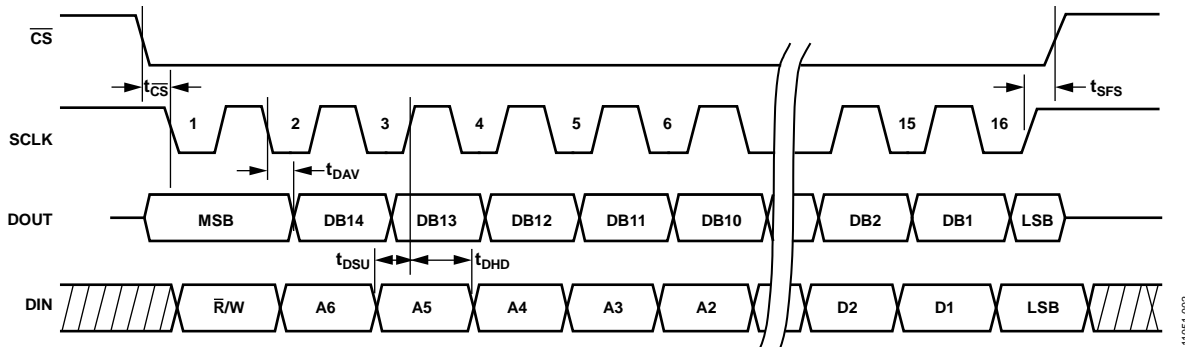 CS
tCS
tSFS
SCLK
1 2 3 4 5 6 15 16
tDAV
DOUT
MSB DB14 DB13 DB12 DB11 DB10 DB2 DB1 LSB
tDSU tDHD
DIN
R/W A6 A5 A4 A3 A2 D2 D1 LSB